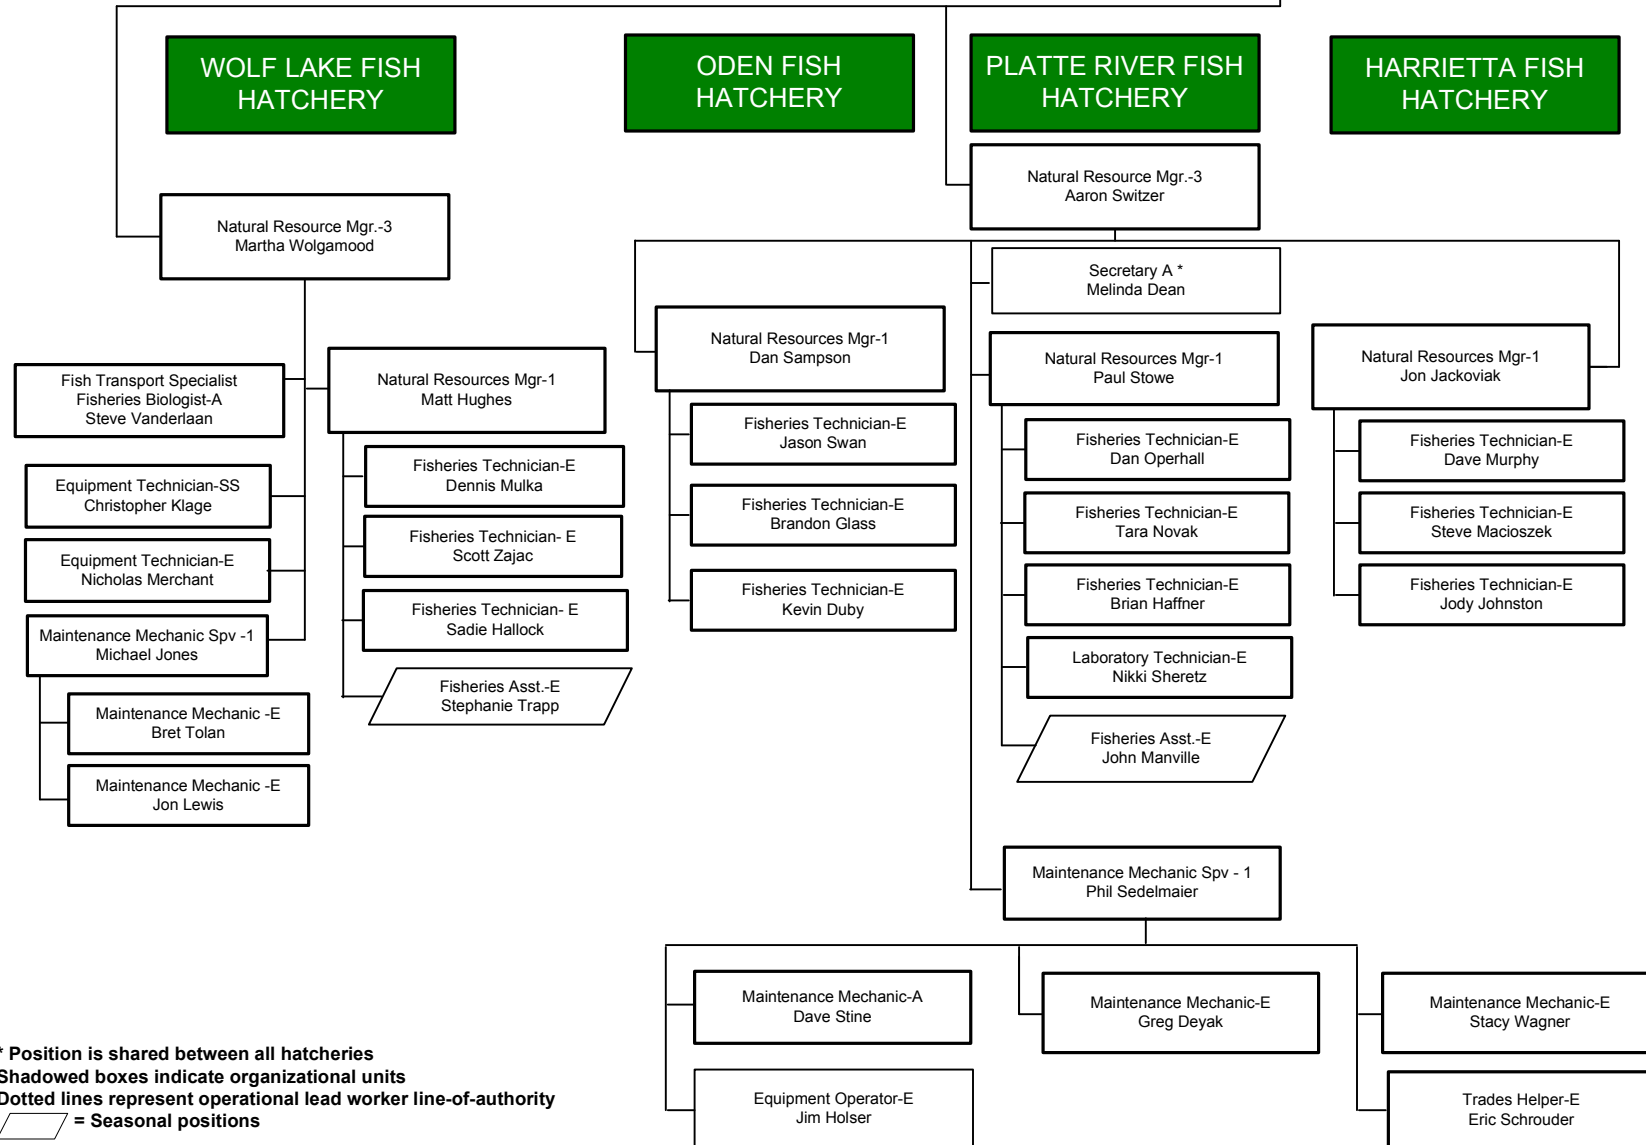 WOLF LAKE FISH
HATCHERY
ODEN FISH
HATCHERY
PLATTE RIVER FISH
HATCHERY
HARRIETTA FISH
HATCHERY
Natural Resource Mgr.-3
Martha Wolgamood
Natural Resource Mgr.-3
Aaron Switzer
Fish Transport Specialist
Fisheries Biologist-A
Steve Vanderlaan
Equipment Technician-SS
Christopher Klage
Equipment Technician-E
Nicholas Merchant
Maintenance Mechanic Spv -1
Michael Jones
Maintenance Mechanic -E
Bret Tolan
Maintenance Mechanic -E
Jon Lewis
Natural Resources Mgr-1
Matt Hughes
Fisheries Technician-E
Dennis Mulka
Fisheries Technician- E
Scott Zajac
Fisheries Technician- E
Sadie Hallock
Fisheries Asst.-E
Stephanie Trapp
Natural Resources Mgr-1
Dan Sampson
Fisheries Technician-E
Jason Swan
Fisheries Technician-E
Brandon Glass
Fisheries Technician-E
Kevin Duby
Secretary A *
Melinda Dean
Natural Resources Mgr-1
Paul Stowe
Fisheries Technician-E
Dan Operhall
Fisheries Technician-E
Tara Novak
Fisheries Technician-E
Brian Haffner
Laboratory Technician-E
Nikki Sheretz
Fisheries Asst.-E
John Manville
Natural Resources Mgr-1
Jon Jackoviak
Fisheries Technician-E
Dave Murphy
Fisheries Technician-E
Steve Macioszek
Fisheries Technician-E
Jody Johnston
Maintenance Mechanic Spv - 1
Phil Sedelmaier
Maintenance Mechanic-A
Dave Stine
Equipment Operator-E
Jim Holser
Maintenance Mechanic-E
Greg Deyak
Maintenance Mechanic-E
Stacy Wagner
Trades Helper-E
Eric Schrouder
* Position is shared between all hatcheries
Shadowed boxes indicate organizational units
Dotted lines represent operational lead worker line-of-authority
= Seasonal positions